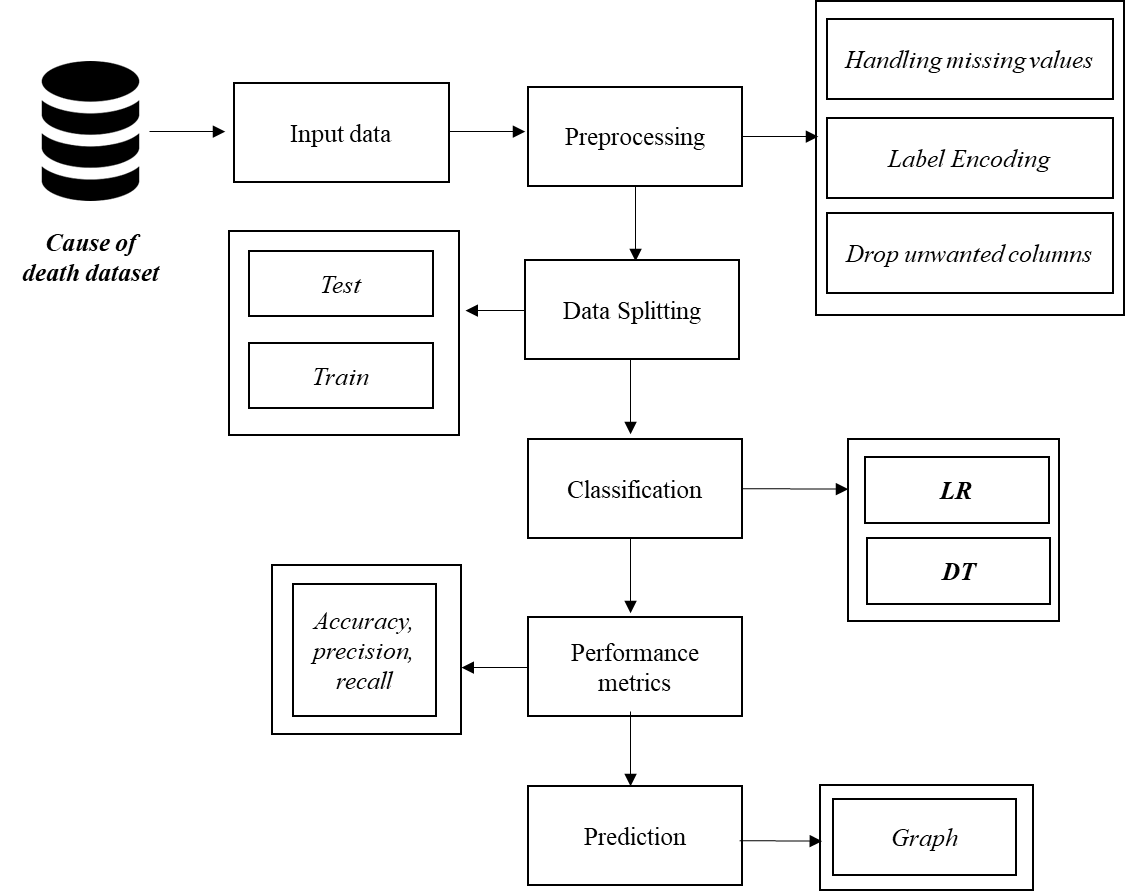 Handling missing values
Input data
Preprocessing
Label Encoding
Cause of
death dataset
Drop unwanted columns
Test
Data Splitting
Train
Classification
LR
DT
Accuracy,
precision,
recall
Performance
metrics
Prediction
Graph